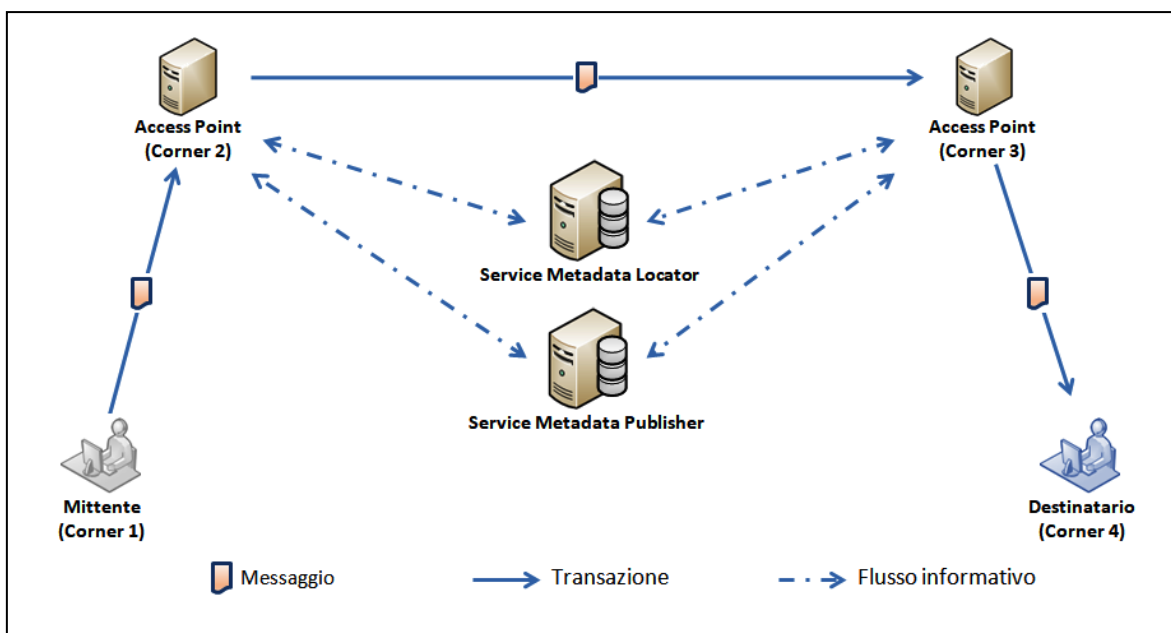 Access Point
(Corner 2)
Access Point
(Corner 3)
Service Metadata Locator
Service Metadata Publisher
Mittente
(Corner 1)
Destinatario
(Corner 4)
Messaggio
Transazione
Flusso informativo